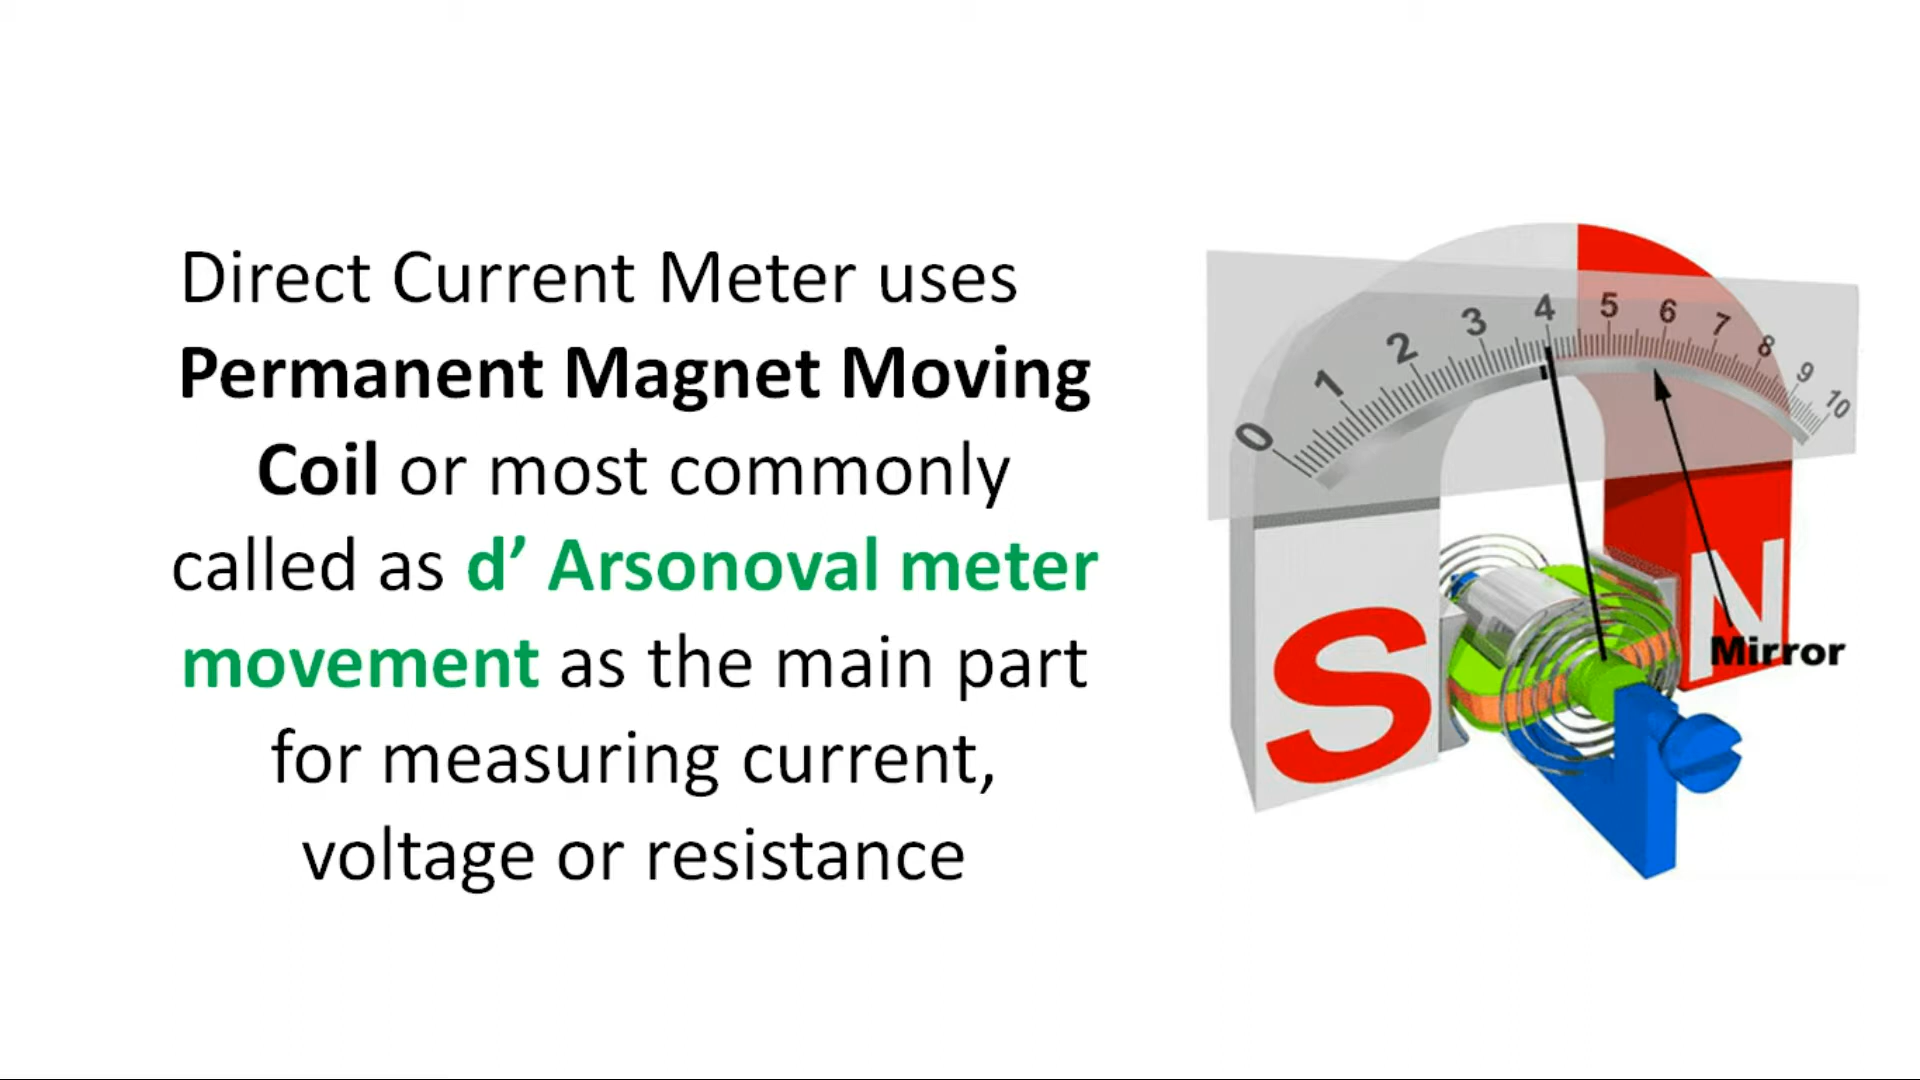 Direct Current Meter uses
Permanent Magnet Moving
Coil or most commonly
called as d’ Arsonoval meter
movement as the main part
for measuring current,
voltage or resistance
0 1 2 3 4 5 6 7 8 9 10
S
N
Mirror